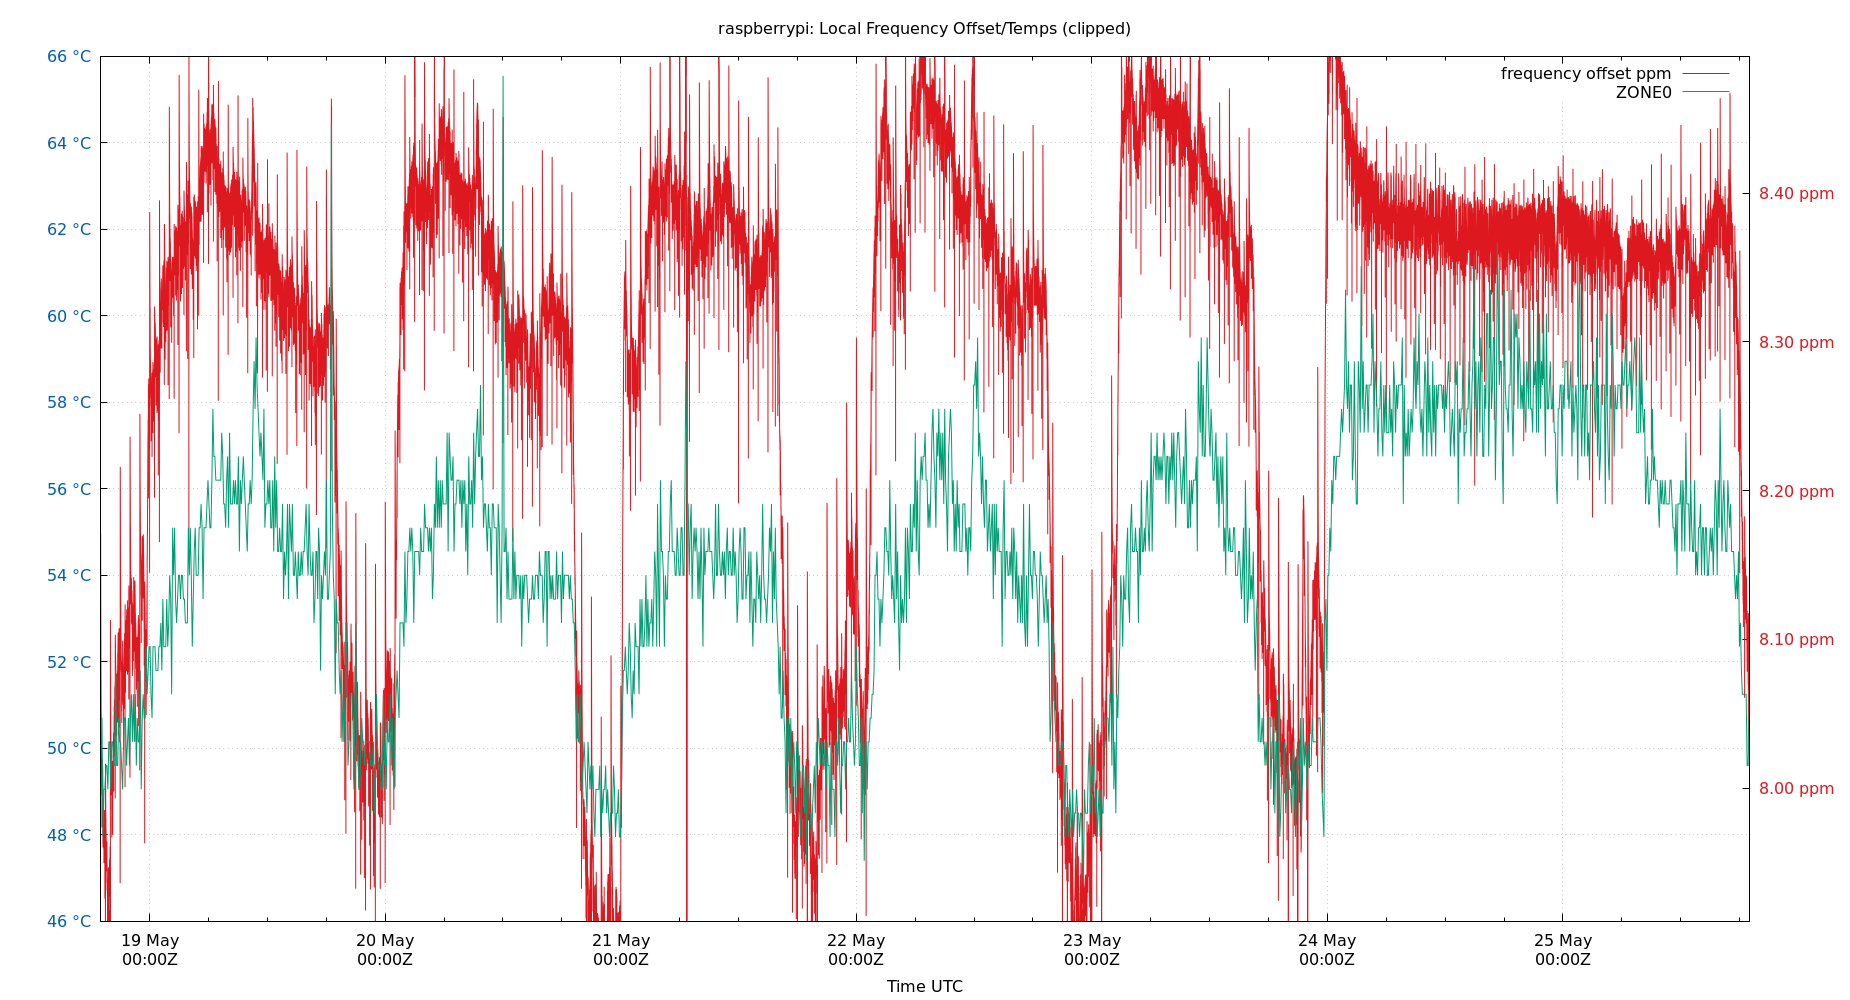 raspberrypi: Local Frequency Offset/Temps (clipped)
frequency offset ppm
ZONE0
66 °C
64 °C
62 °C
60 °C
58 °C
56 °C
54 °C
52 °C
50 °C
48 °C
46 °C
8.40 ppm
8.30 ppm
8.20 ppm
8.10 ppm
8.00 ppm
19 May
00:00Z
20 May
00:00Z
21 May
00:00Z
22 May
00:00Z
23 May
00:00Z
24 May
00:00Z
25 May
00:00Z
Time UTC